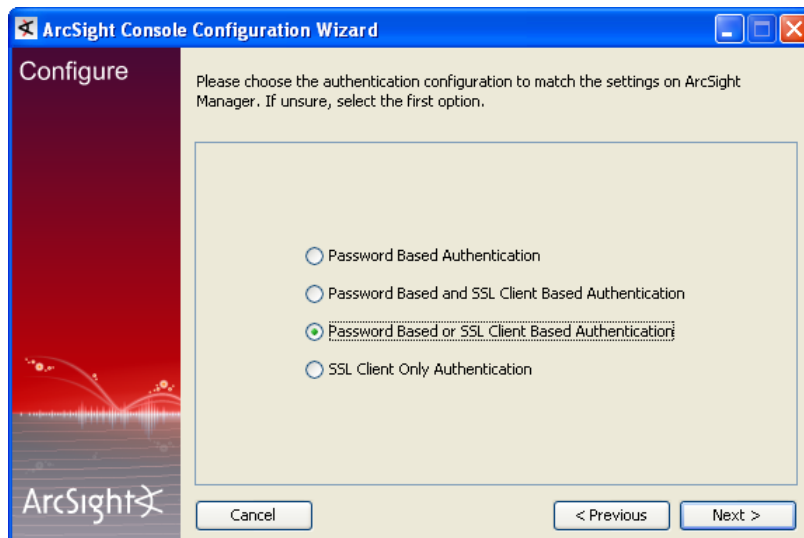 ArcSight Console Configuration Wizard
Configure
Please choose the authentication configuration to match the settings on ArcSight
Manager. If unsure, select the first option.
Password Based Authentication
Password Based and SSL Client Based Authentication
Password Based or SSL Client Based Authentication
SSL Client Only Authentication
ArcSight
Cancel
< Previous
Next >